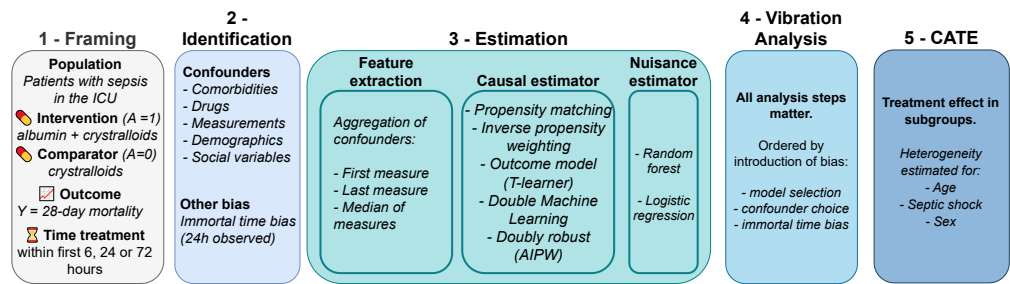 1 - Framing
Population
Patients with sepsis
in the ICU
Intervention (A =1)
albumin + crystralloids
Comparator (A=0)
crystralloids
Outcome
Y = 28-day mortality
Time treatment
within first 6, 24 or 72
hours
2 -
Identification
Confounders
- Comorbidities
- Drugs
- Measurements
- Demographics
- Social variables
Other bias
Immortal time bias
(24h observed)
3 - Estimation
Feature
extraction
Aggregation of
confounders:
- First measure
- Last measure
- Median of
measures
Causal estimator
- Propensity matching
- Inverse propensity
weighting
- Outcome model
(T-learner)
- Double Machine
Learning
- Doubly robust
(AIPW)
Nuisance
estimator
- Random
forest
- Logistic
regression
4 - Vibration
Analysis
All analysis steps
matter.
Ordered by
introduction of bias:
- model selection
- confounder choice
- immortal time bias
5 - CATE
Treatment effect in
subgroups.
Heterogeneity
estimated for:
- Age
- Septic shock
- Sex